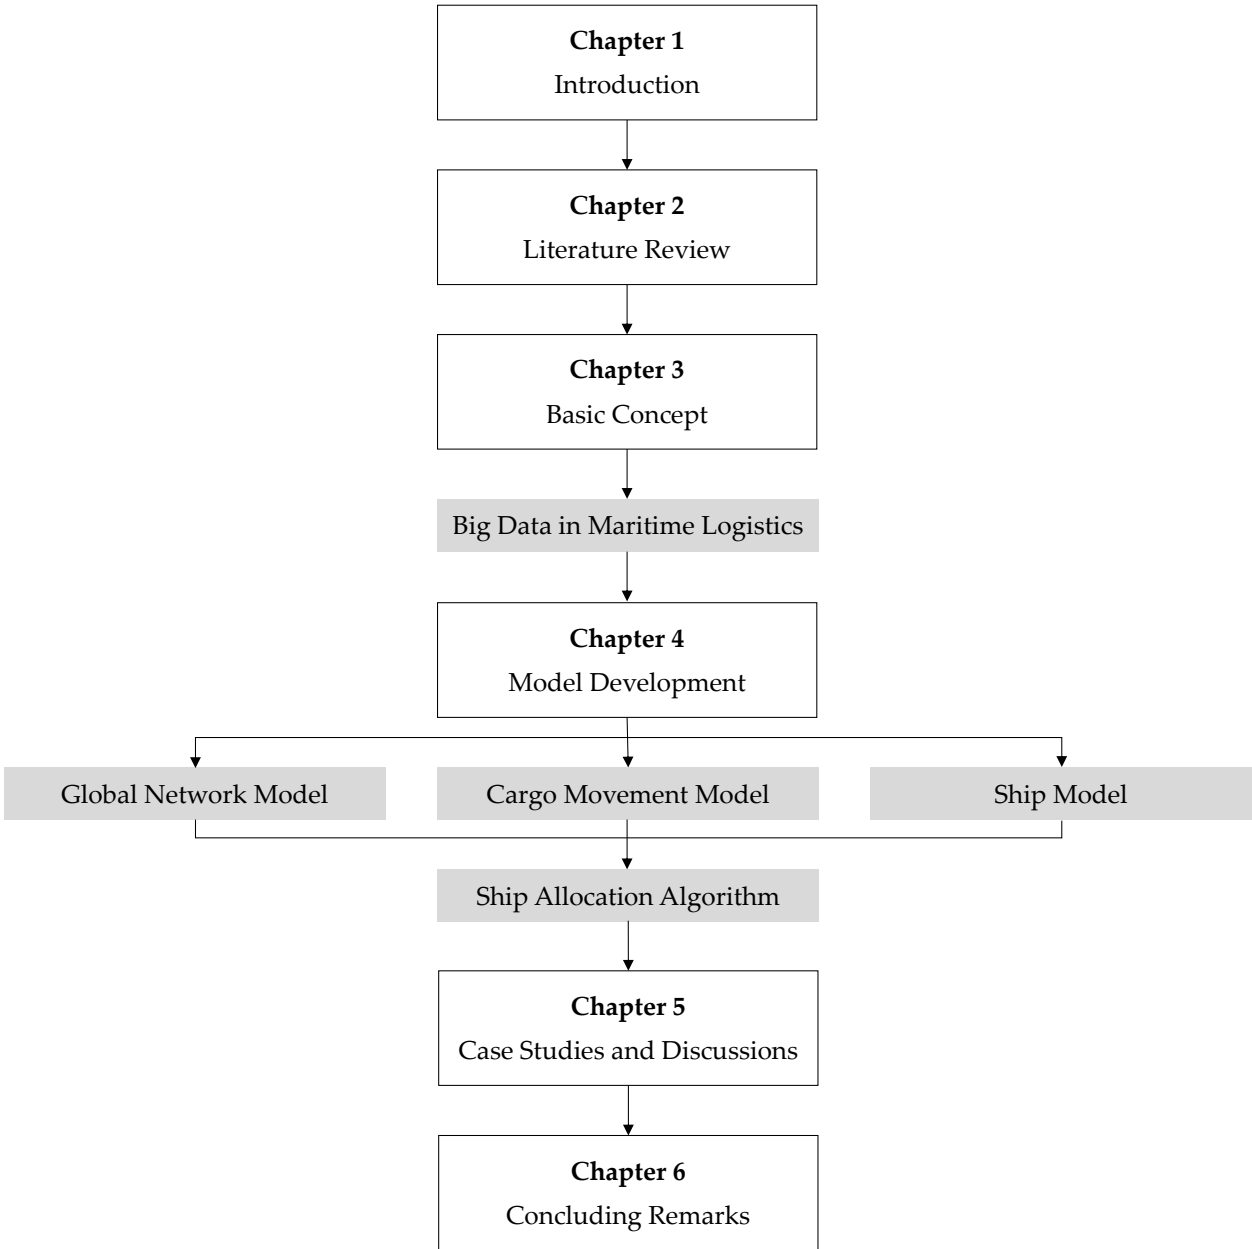 Chapter 1
Introduction
Chapter 2
Literature Review
Chapter 3
Basic Concept
Big Data in Maritime Logistics
Chapter 4
Model Development
Global Network Model
Cargo Movement Model
Ship Model
Ship Allocation Algorithm
Chapter 5
Case Studies and Discussions
Chapter 6
Concluding Remarks